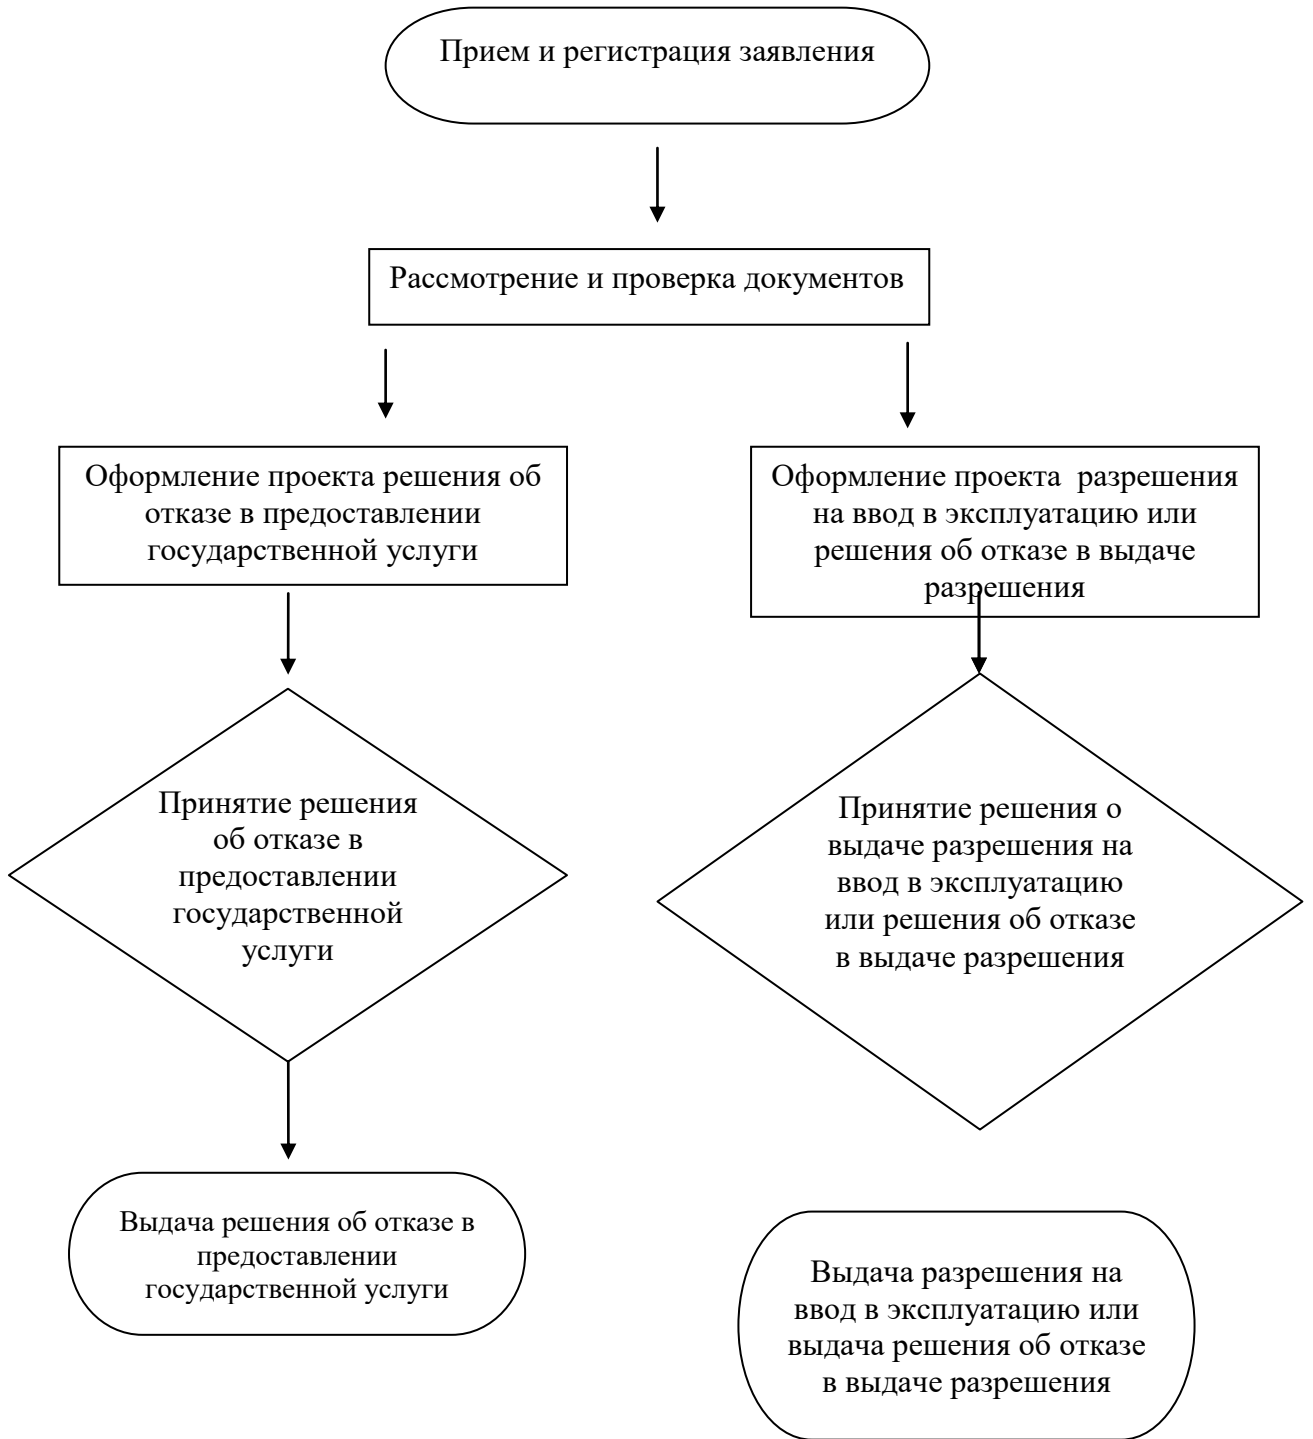 Прием и регистрация заявления
Рассмотрение и проверка документов
Оформление проекта решения об
отказе в предоставлении
государственной услуги
Оформление проекта  разрешения
на ввод в эксплуатацию или
решения об отказе в выдаче
разрешения
Принятие решения
об отказе в
предоставлении
государственной
услуги
Принятие решения о
выдаче разрешения на
ввод в эксплуатацию
или решения об отказе
в выдаче разрешения
Выдача решения об отказе в
предоставлении
государственной услуги
Выдача разрешения на
ввод в эксплуатацию или
выдача решения об отказе
в выдаче разрешения